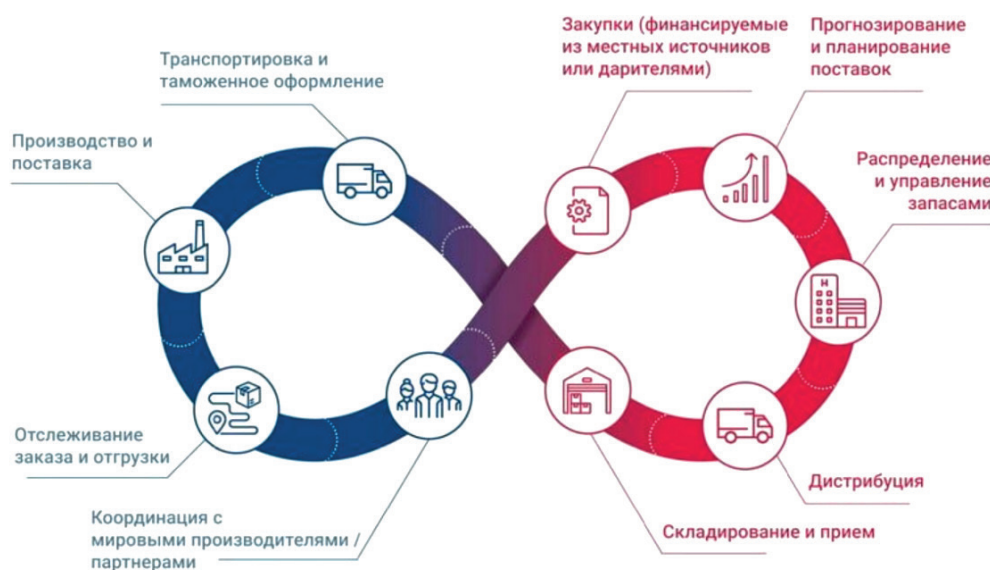 Закупки (финансируемые
из местных источников
или дарителями)
Прогнозирование
и планирование
поставок
Транспортировка и
таможенное оформление
Производство и
поставка
Распределение
и управление
запасами
H
Отслеживание
заказа и отгрузки
Дистрибуция
Координация с
мировыми производителями /
партнерами
Складирование и прием